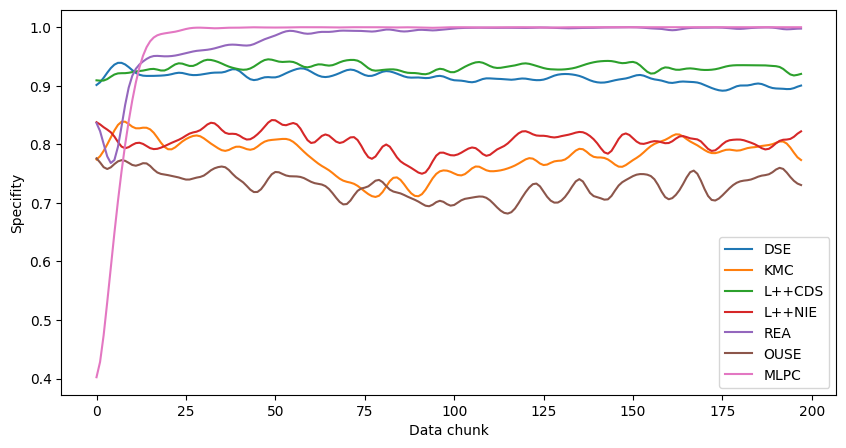 1.0
0.9
0.8
0.7
0.6
0.5
0.4
Specifity
0 25 50 75 100 125 150 175 200
Data chunk
DSE
KMC
L++CDS
L++NIE
REA
OUSE
MLPC